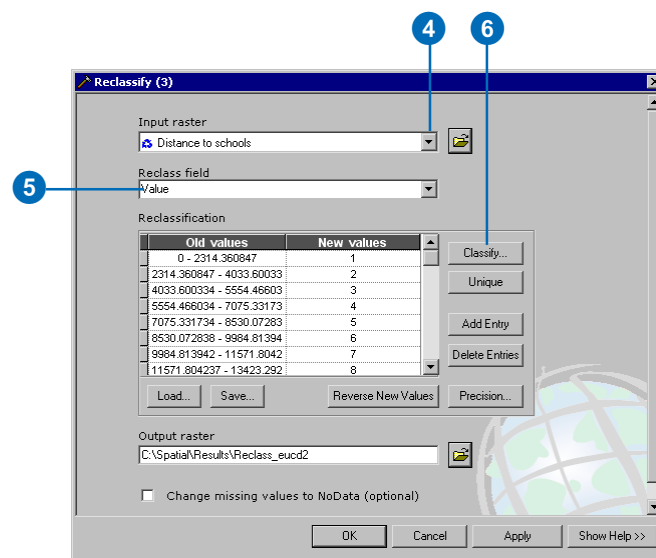 4 6
Reclassify (3)
Input raster
Distance to schools
Reclass field
5
Value
Reclassification
Old values New values
0 - 2314.360847 1
2314.360847 - 4033.60033 2
4033.600334 - 5554.46603 3
5554.466034 - 7075.33173 4
7075.331734 - 8530.07283 5
8530.072838 - 9984.81394 6
9984.813942 - 11571.8042 7
11571.804237 - 13423.292 8
Classify...
Unique
Add Entry
Delete Entries
Load... Save... Reverse New Values Precision...
Output raster
C:\Spatial\Results\Reclass_eucd2
Change missing values to NoData (optional)
OK Cancel Apply Show Help >>